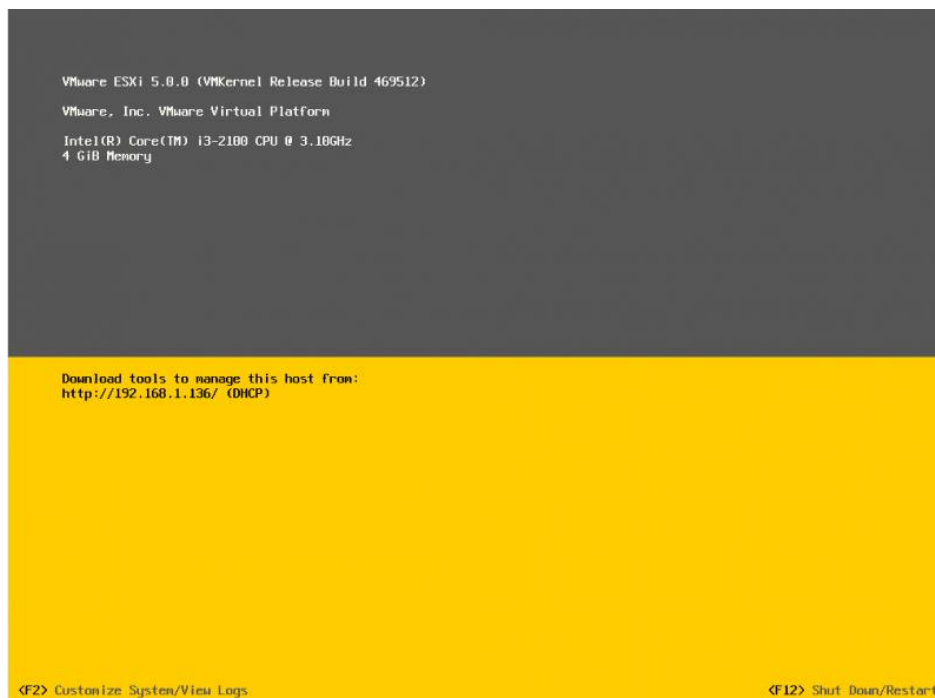 VMware ESXi 5.0.0 (VMKernel Release Build 469512)
VMware, Inc. VMware Virtual Platform
Intel(R) Core(TM) i3-2100 CPU @ 3.10GHz
4 GiB Memory
Download tools to manage this host from:
http://192.168.1.136/ (DHCP)
<F2> Customize System/View Logs
<F12> Shut Down/Restart